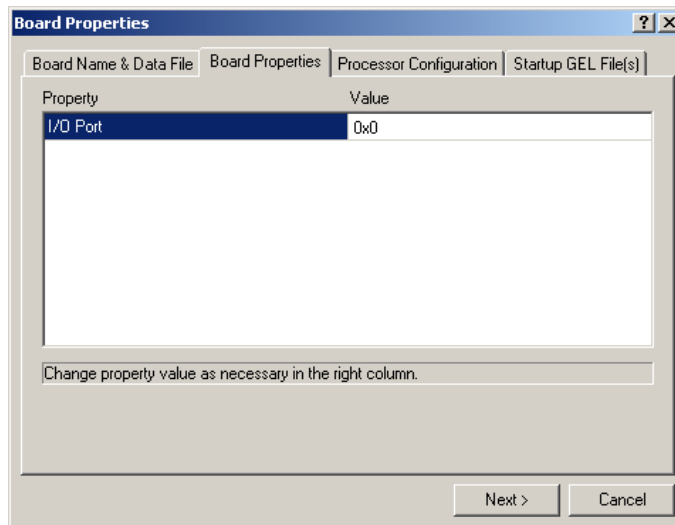 Board Properties
Board Name & Data File Board Properties Processor Configuration Startup GEL File(s)
Property Value
I/O Port 0x0
Change property value as necessary in the right column.
Next > Cancel